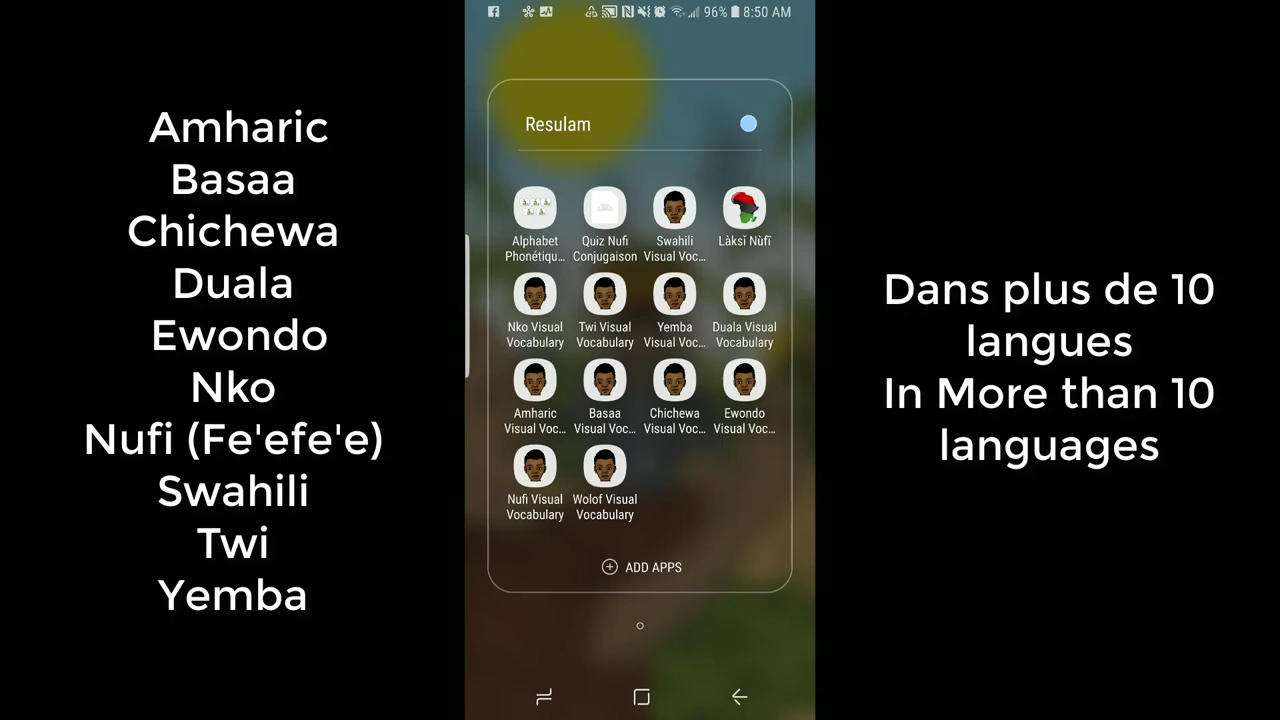 Amharic
Basaa
Chichewa
Duala
Ewondo
Nko
Nufi (Fe'efe'e)
Swahili
Twi
Yemba
96% 8:50 AM
Resulam
Alphabet
Phonétiqu...
Quiz Nufi
Conjugaison
Swahili
Visual Voc...
Làksǐ Nùfī
Nko Visual
Vocabulary
Twi Visual
Vocabulary
Yemba
Visual Voc...
Duala Visual
Vocabulary
Amharic
Visual Voc...
Basaa
Visual Voc...
Chichewa
Visual Voc...
Ewondo
Visual Voc...
Nufi Visual
Vocabulary
Wolof Visual
Vocabulary
ADD APPS
Dans plus de 10
langues
In More than 10
languages